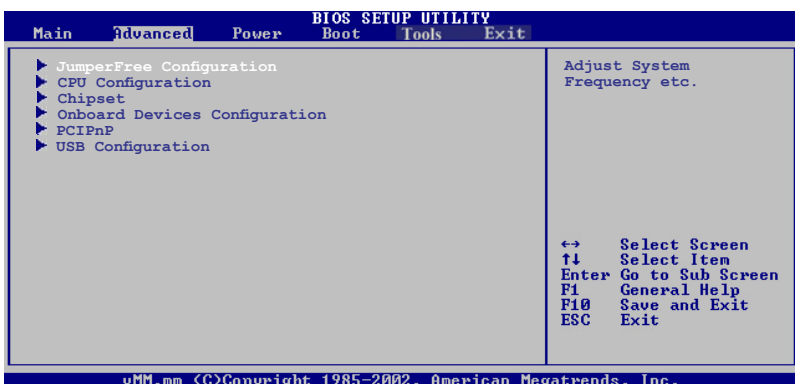 BIOS SETUP UTILITY
Main Advanced Power Boot Tools Exit
JumperFree Configuration
CPU Configuration
Chipset
Onboard Devices Configuration
PCIPnP
USB Configuration
Adjust System
Frequency etc.
←→ Select Screen
↑↓ Select Item
Enter Go to Sub Screen
F1 General Help
F10 Save and Exit
ESC Exit
vMM.mm (C)Copyright 1985-2002, American Megatrends, Inc.